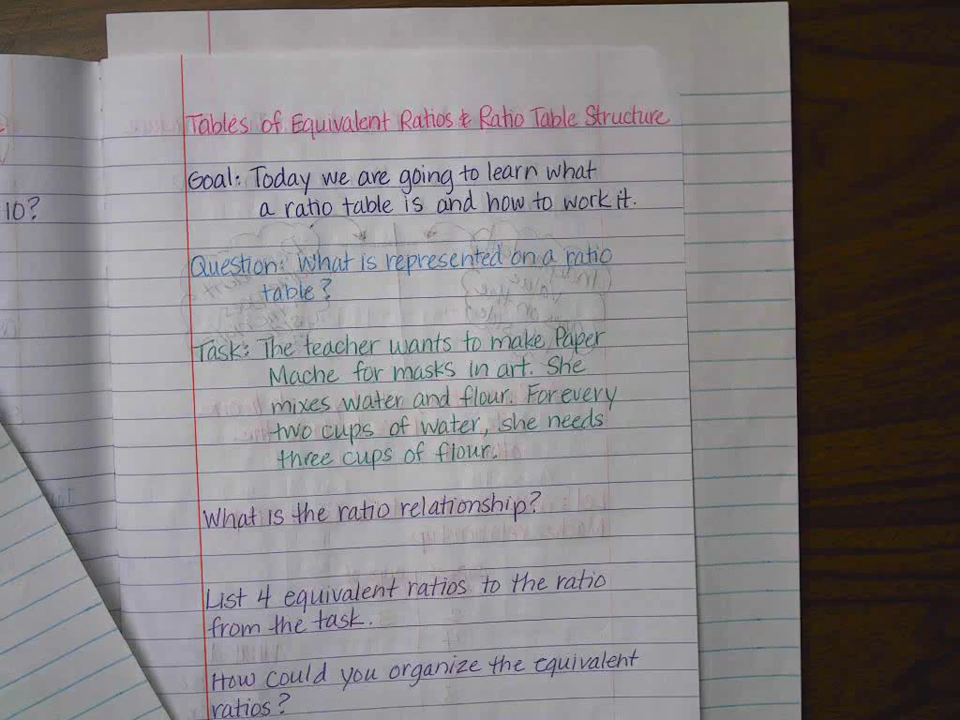 10?
Tables of Equivalent Ratios & Ratio Table Structure
Goal: Today we are going to learn what
a ratio table is and how to work it.
Question: What is represented on a ratio
table?
Task: The teacher wants to make Paper
Mache for masks in art. She
mixes water and flour. For every
two cups of water, she needs
three cups of flour.
What is the ratio relationship?
List 4 equivalent ratios to the ratio
from the task.
How could you organize the equivalent
ratios?